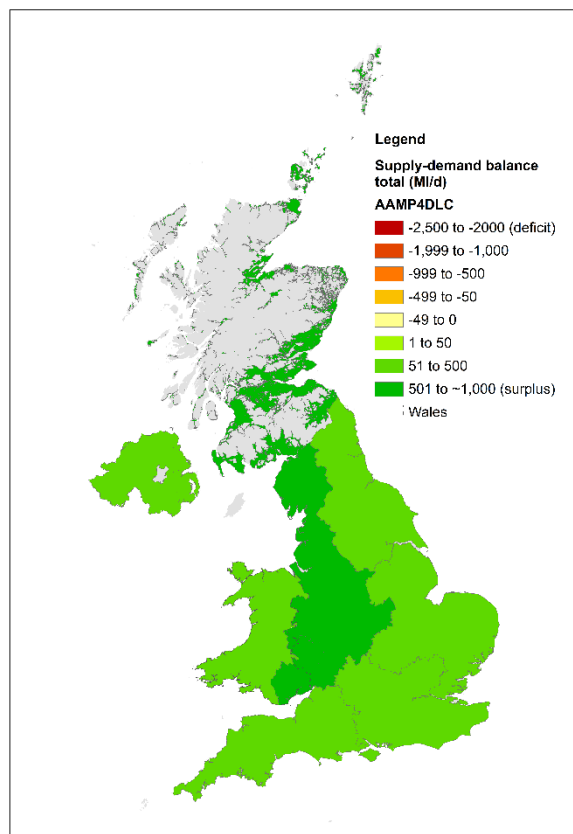 Legend
Supply-demand balance
total (Ml/d)
AAMP4DLC
-2,500 to -2000 (deficit)
-1,999 to -1,000
-999 to -500
-499 to -50
-49 to 0
1 to 50
51 to 500
501 to ~1,000 (surplus)
Wales